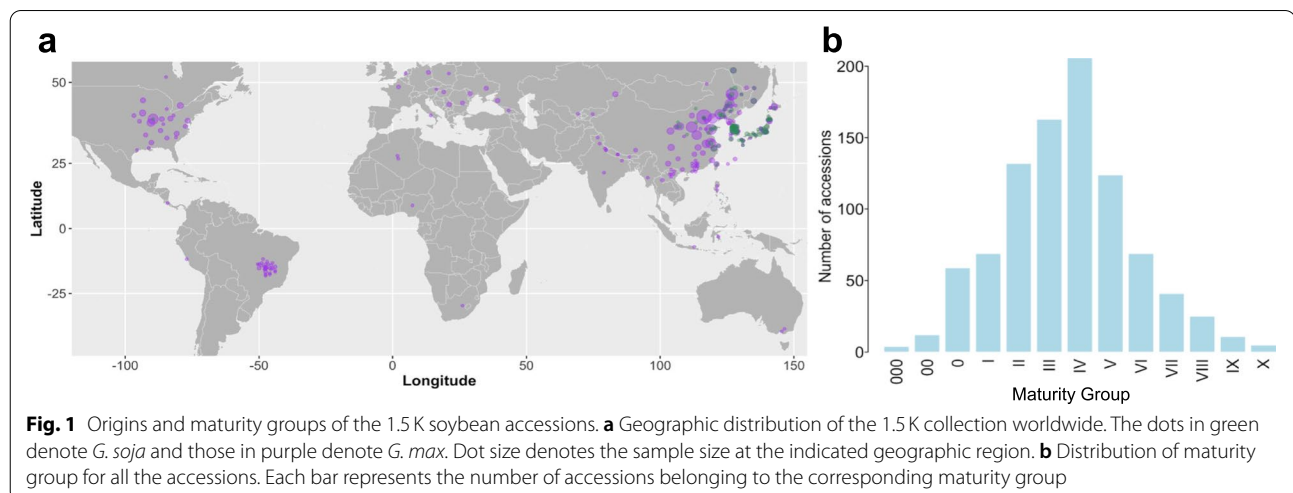 a
b
50
25
0
-25
Latitude
-100
-50
0
50
100
150
Longitude
200
150
100
50
0
Number of accessions
000
00
0
I
II
III
IV
V
VI
VII
VIII
IX
X
Maturity Group
Fig. 1 Origins and maturity groups of the 1.5 K soybean accessions. a Geographic distribution of the 1.5 K collection worldwide. The dots in green
denote G. soja and those in purple denote G. max. Dot size denotes the sample size at the indicated geographic region. b Distribution of maturity
group for all the accessions. Each bar represents the number of accessions belonging to the corresponding maturity group